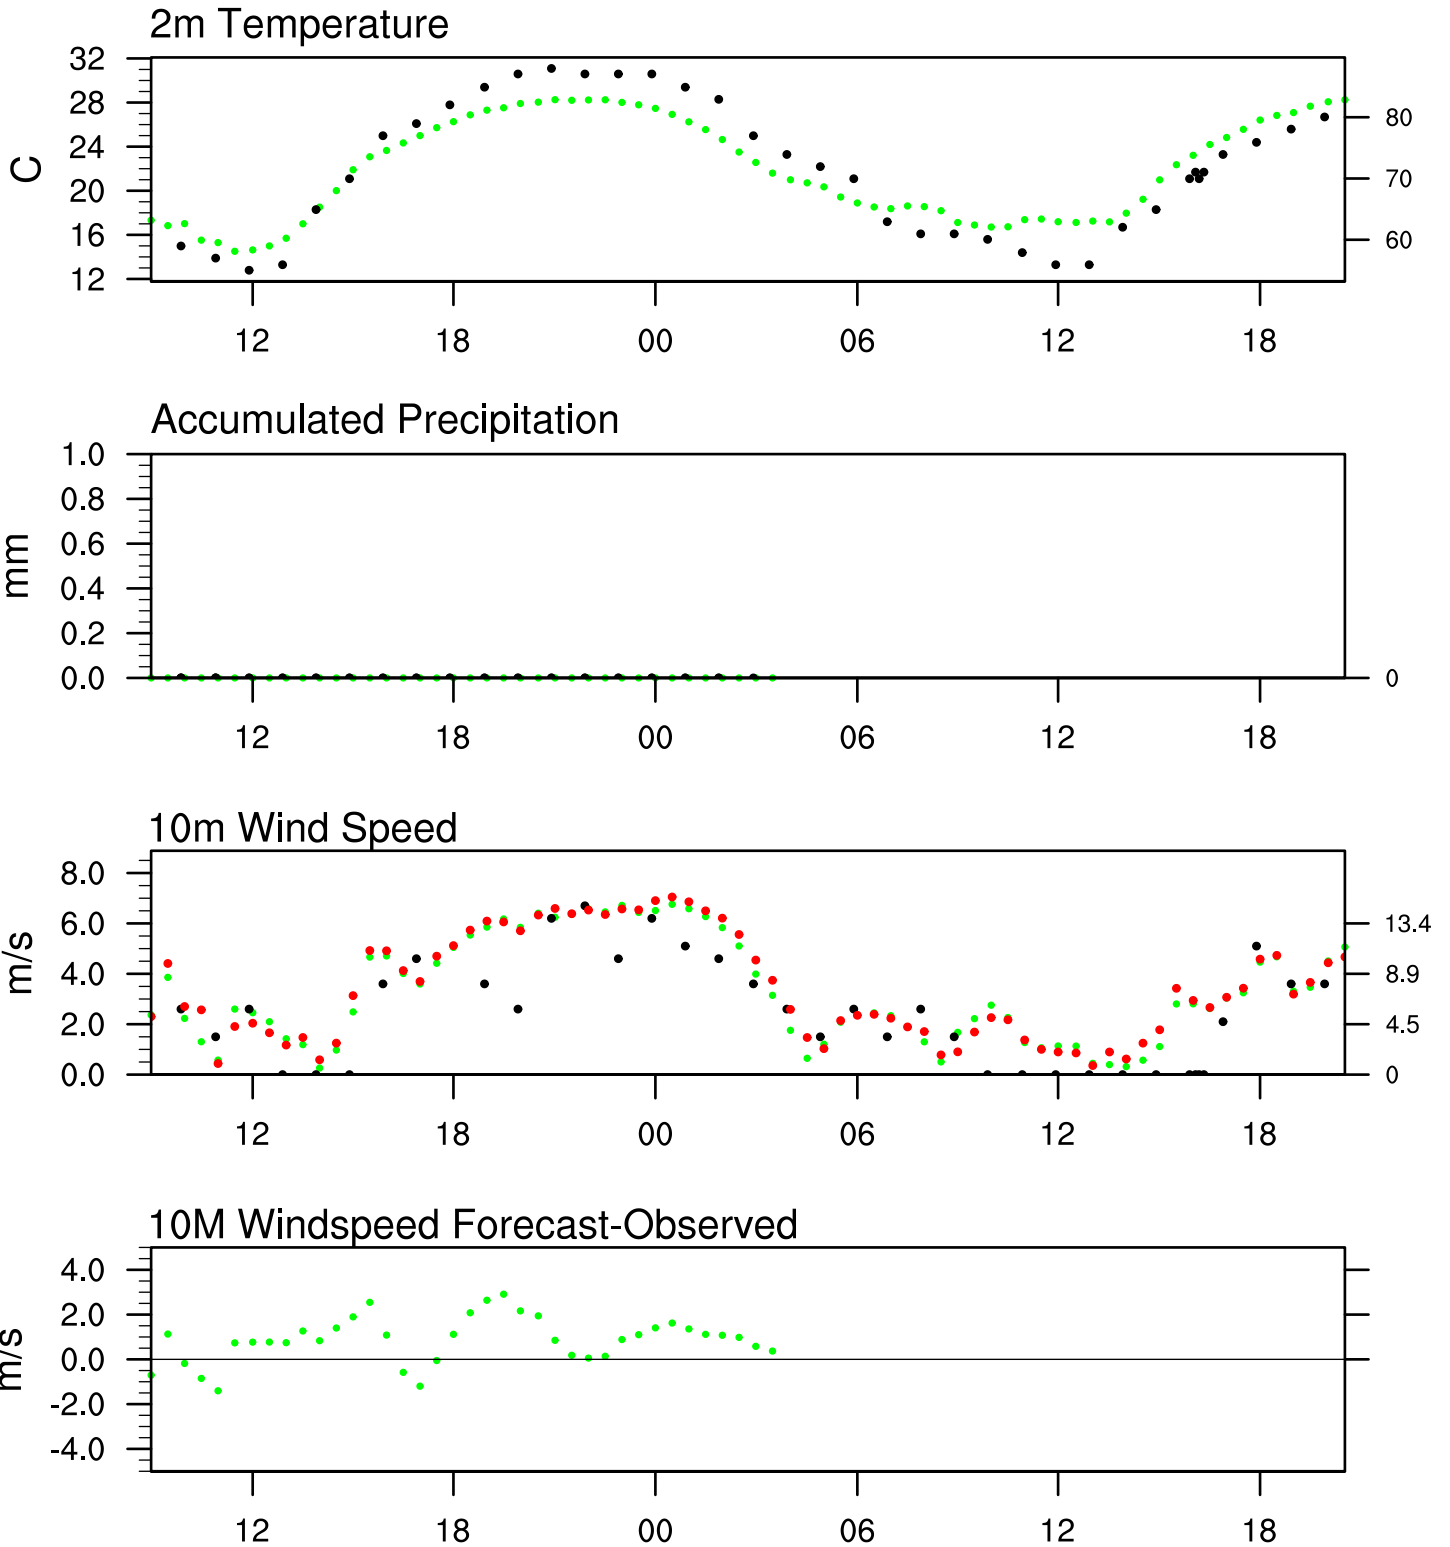 2m Temperature
32
28
24
20
16
12
C
80
70
60
12 18 00 06 12 18
Accumulated Precipitation
1.0
0.8
0.6
0.4
0.2
0.0
mm
0
12 18 00 06 12 18
10m Wind Speed
8.0
6.0
4.0
2.0
0.0
m/s
13.4
8.9
4.5
0
12 18 00 06 12 18
10M Windspeed Forecast-Observed
4.0
2.0
0.0
-2.0
-4.0
m/s
12 18 00 06 12 18